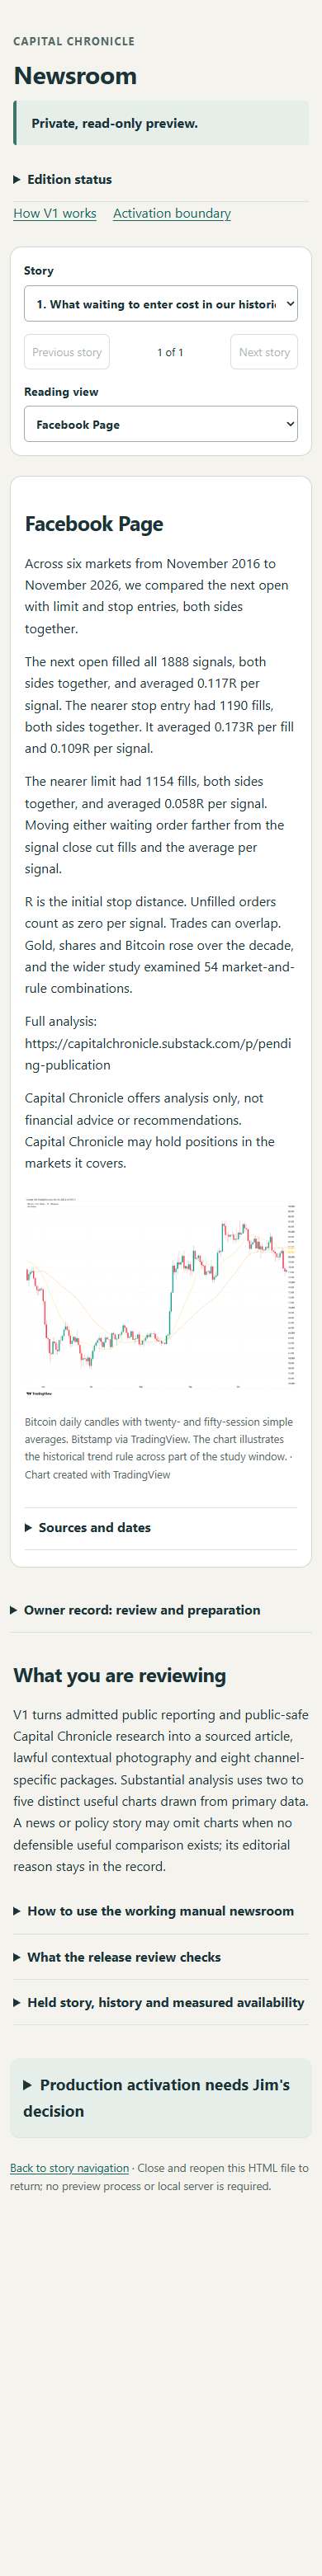 CAPITAL CHRONICLE
Newsroom
Private, read-only preview.
Edition status
How V1 works Activation boundary
Story
1. What waiting to enter cost in our histori
Previous story 1 of 1 Next story
Reading view
Facebook Page
Facebook Page
Across six markets from November 2016 to
November 2026, we compared the next open
with limit and stop entries, both sides
together.
The next open filled all 1888 signals, both
sides together, and averaged 0.117R per
signal. The nearer stop entry had 1190 fills,
both sides together. It averaged 0.173R per fill
and 0.109R per signal.
The nearer limit had 1154 fills, both sides
together, and averaged 0.058R per signal.
Moving either waiting order farther from the
signal close cut fills and the average per
signal.
R is the initial stop distance. Unfilled orders
count as zero per signal. Trades can overlap.
Gold, shares and Bitcoin rose over the decade,
and the wider study examined 54 market-and-
rule combinations.
Full analysis:
https://capitalchronicle.substack.com/p/pendi
ng-publication
Capital Chronicle offers analysis only, not
financial advice or recommendations.
Capital Chronicle may hold positions in the
markets it covers.
TradingView
Bitcoin daily candles with twenty- and fifty-session simple
averages. Bitstamp via TradingView. The chart illustrates
the historical trend rule across part of the study window. ·
Chart created with TradingView
Sources and dates
Owner record: review and preparation
What you are reviewing
V1 turns admitted public reporting and public-safe
Capital Chronicle research into a sourced article,
lawful contextual photography and eight channel-
specific packages. Substantial analysis uses two to
five distinct useful charts drawn from primary data.
A news or policy story may omit charts when no
defensible useful comparison exists; its editorial
reason stays in the record.
How to use the working manual newsroom
What the release review checks
Held story, history and measured availability
Production activation needs Jim's
decision
Back to story navigation · Close and reopen this HTML file to
return; no preview process or local server is required.